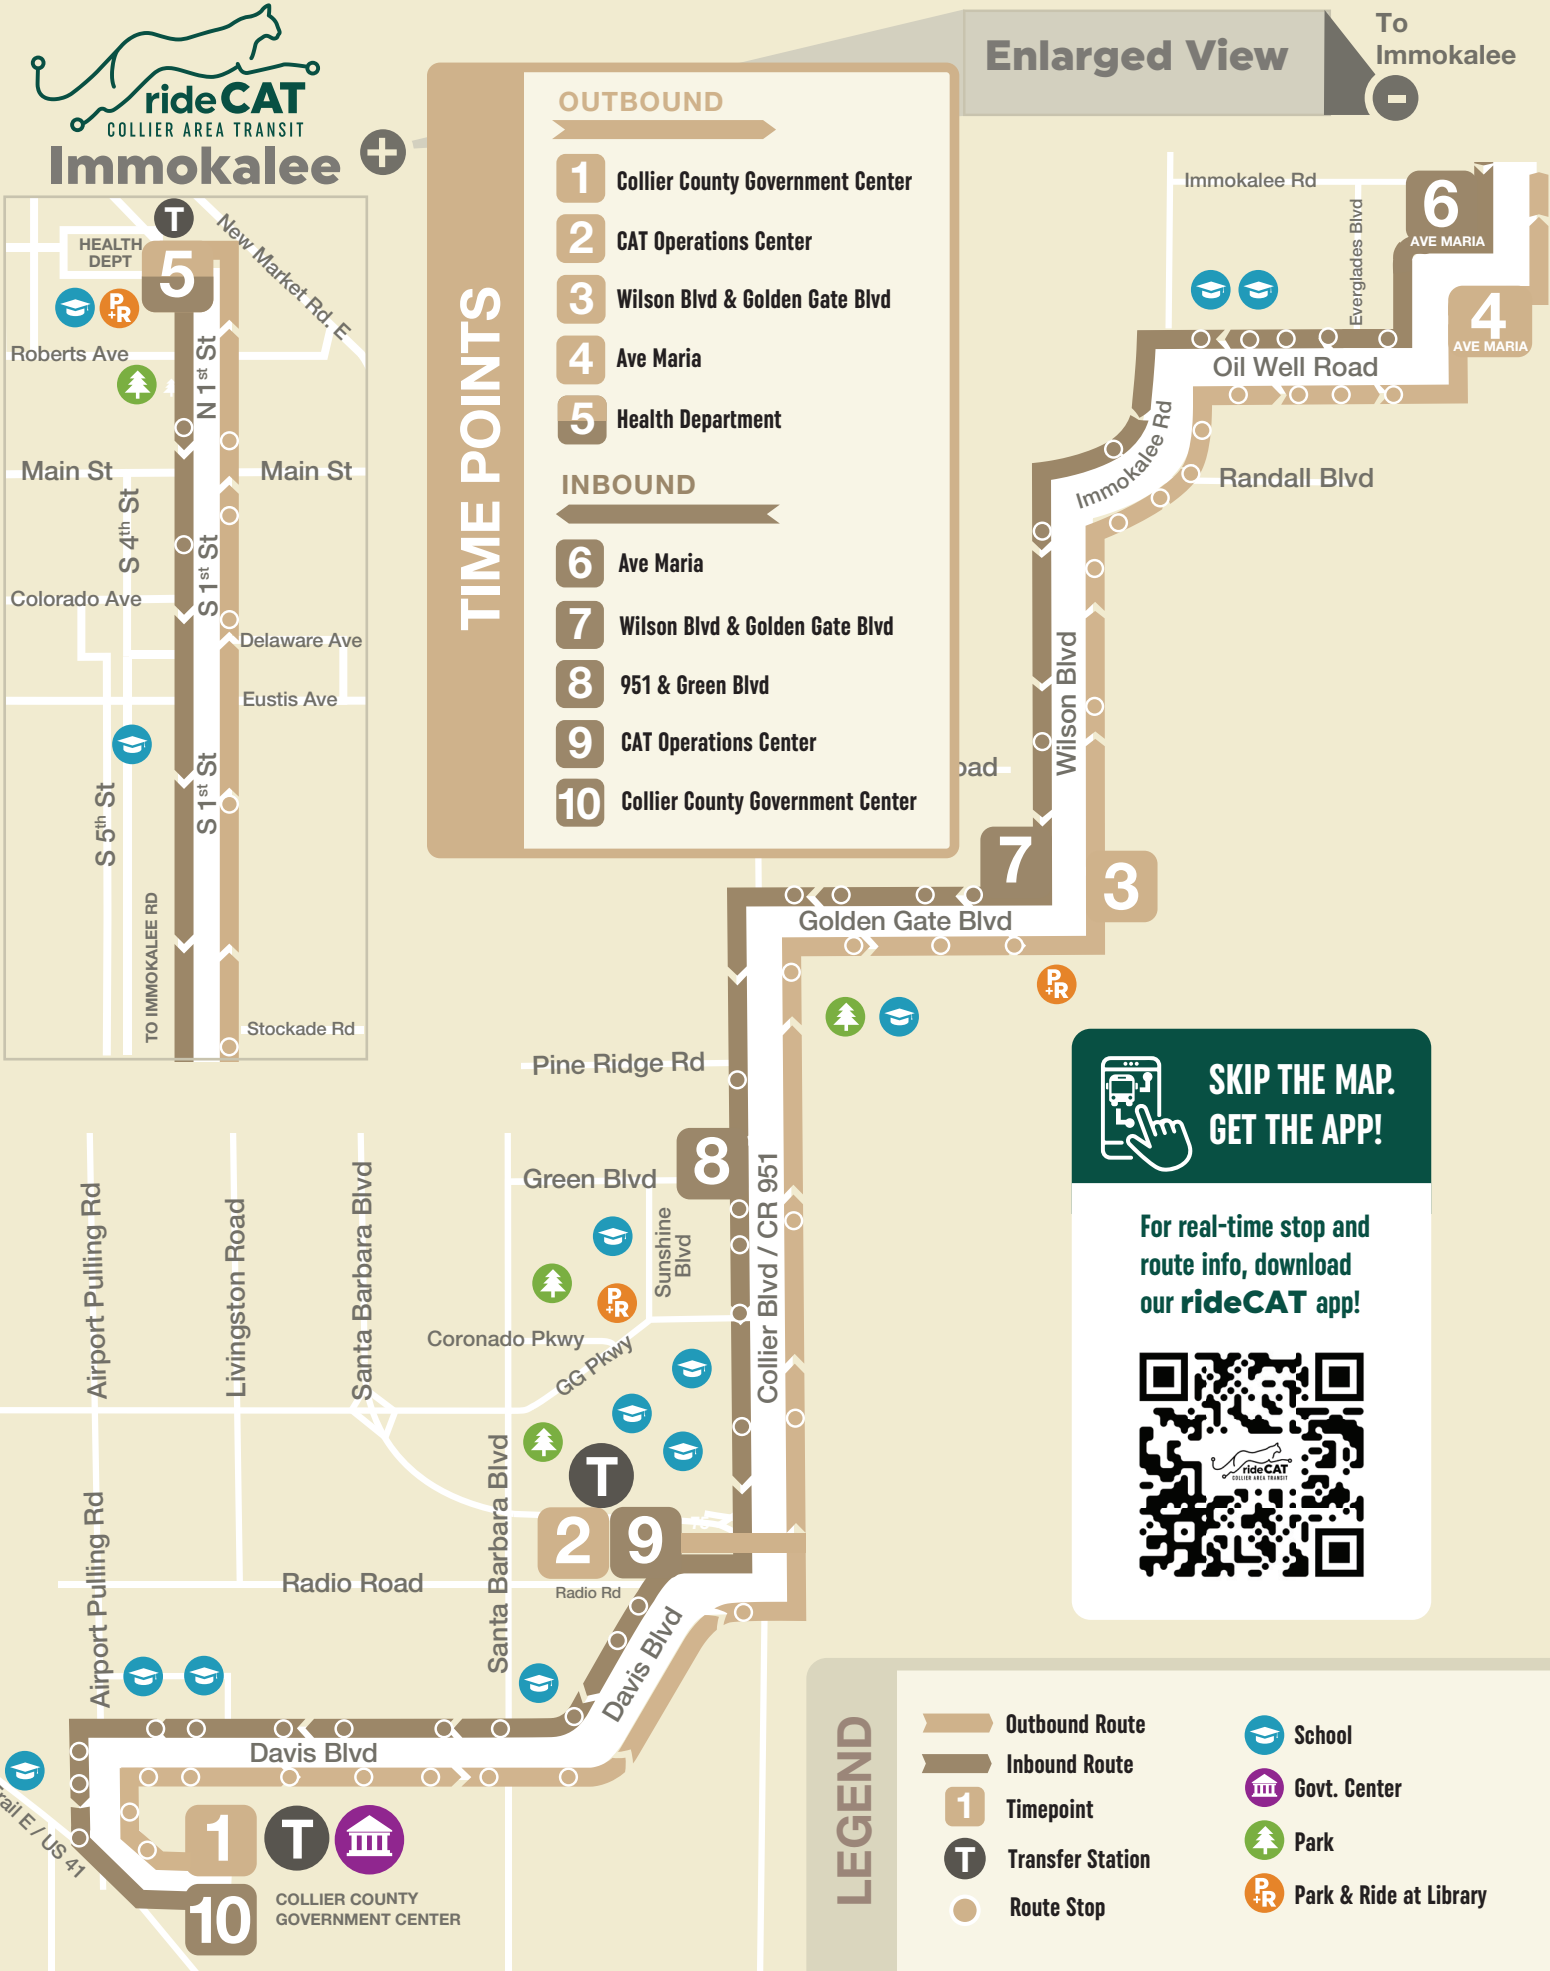 rideCAT
COLLIER AREA TRANSIT
Immokalee
+
Enlarged View
To
Immokalee
-
T
HEALTH
DEPT
5
New Market Rd. E
P
+R
Roberts Ave
N 1st St
Main St
Main St
S 4th St
S 1st St
Colorado Ave
Delaware Ave
Eustis Ave
S 5th St
S 1st St
TO IMMOKALEE RD
Stockade Rd
TIME POINTS
OUTBOUND
1 Collier County Government Center
2 CAT Operations Center
3 Wilson Blvd & Golden Gate Blvd
4 Ave Maria
5 Health Department
INBOUND
6 Ave Maria
7 Wilson Blvd & Golden Gate Blvd
8 951 & Green Blvd
9 CAT Operations Center
10 Collier County Government Center
Immokalee Rd
Everglades Blvd
6
AVE MARIA
4
AVE MARIA
Oil Well Road
Immokalee Rd
Randall Blvd
Wilson Blvd
oad
7
3
Golden Gate Blvd
P
+R
Pine Ridge Rd
8
Green Blvd
Sunshine
Blvd
Collier Blvd / CR 951
P
+R
Coronado Pkwy
GG Pkwy
Airport Pulling Rd
Livingston Road
Santa Barbara Blvd
T
2
9
Santa Barbara Blvd
Airport Pulling Rd
Radio Road
Radio Rd
Davis Blvd
Davis Blvd
rail E / US 41
1
T
10
COLLIER COUNTY
GOVERNMENT CENTER
SKIP THE MAP.
GET THE APP!
For real-time stop and
route info, download
our rideCAT app!
rideCAT
COLLIER AREA TRANSIT
LEGEND
Outbound Route
Inbound Route
1 Timepoint
T Transfer Station
Route Stop
School
Govt. Center
Park
P
+R Park & Ride at Library